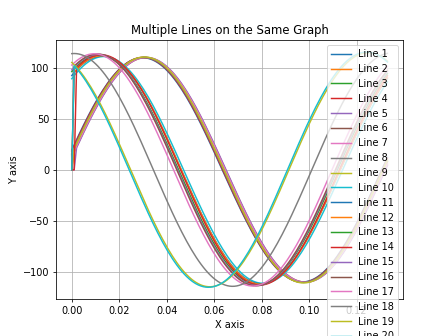 Multiple Lines on the Same Graph
Y axis
100
50
0
−50
−100
0.00
0.02
0.04
0.06
0.08
0.10
X axis
Line 1
Line 2
Line 3
Line 4
Line 5
Line 6
Line 7
Line 8
Line 9
Line 10
Line 11
Line 12
Line 13
Line 14
Line 15
Line 16
Line 17
Line 18
Line 19
Line 20